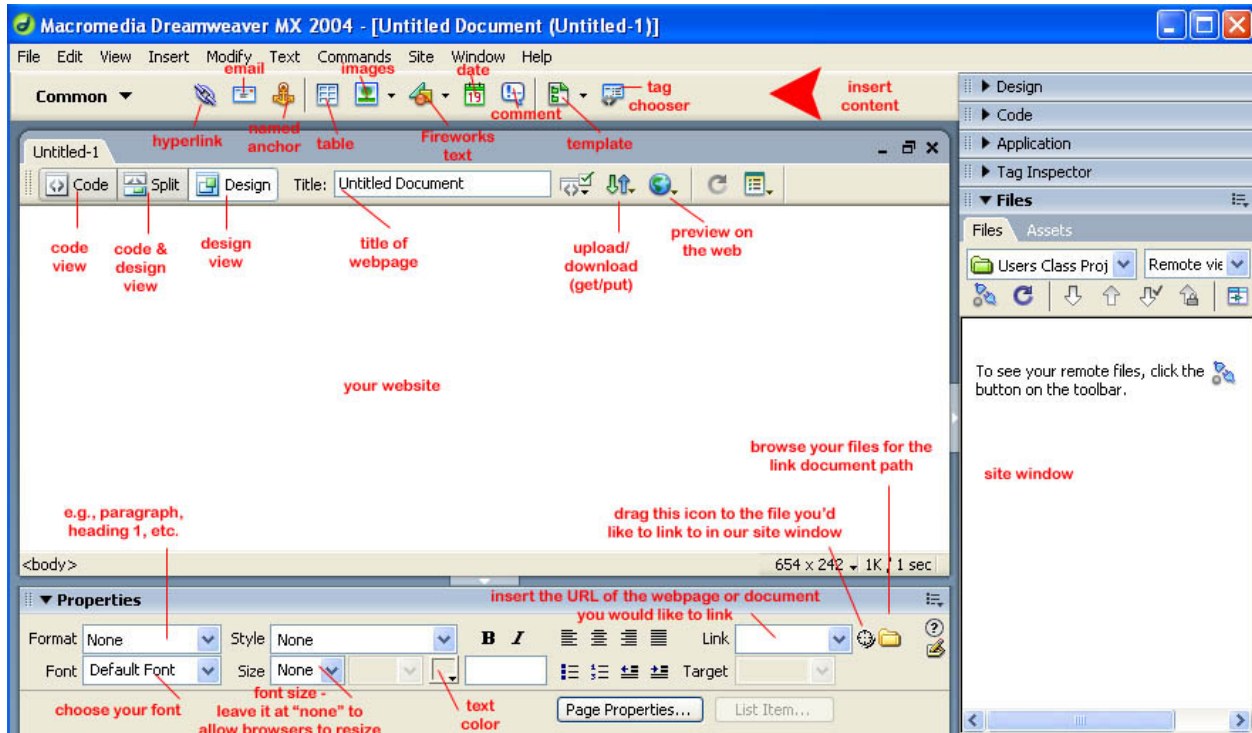 Macromedia Dreamweaver MX 2004 - [Untitled Document (Untitled-1)]
File Edit View Insert Modify Text Commands Site Window Help
email
images
date
Common
19
tag
chooser
insert
content
comment
hyperlink
named
anchor
table
Fireworks
text
template
Untitled-1
Code Split Design Title: Untitled Document
code
view
code &
design
view
design
view
title of
webpage
upload/
download
(get/put)
preview on
the web
your website
browse your files for the
link document path
e.g., paragraph,
heading 1, etc.
drag this icon to the file you'd
like to link to in our site window
<body>
654 x 242 1K / 1 sec
Properties
insert the URL of the webpage or document
you would like to link
Format None Style None B I Link
Font Default Font Size None Target
choose your font
font size -
leave it at "none" to
allow browsers to resize
text
color
Page Properties... List Item...
Design
Code
Application
Tag Inspector
Files
Files Assets
Users Class Proj Remote vie
To see your remote files, click the
button on the toolbar.
site window